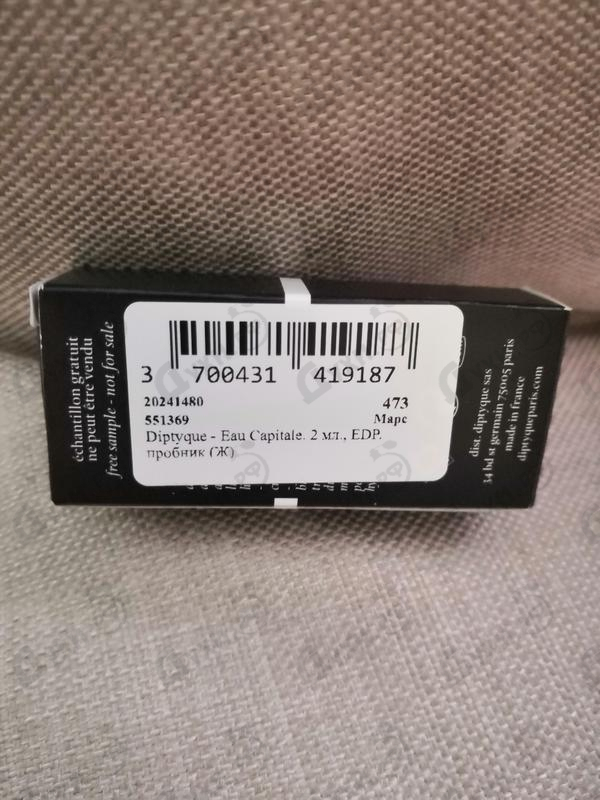 échantillon gratuit
ne peut être vendu
free sample - not for sale
3 700431 419187
20241480 473
551369 Марс
Diptyque - Eau Capitale, 2 мл., EDP,
пробник (Ж)
dist. diptyque sas
34 bd st germain 75005 paris
made in france
diptyqueparis.com